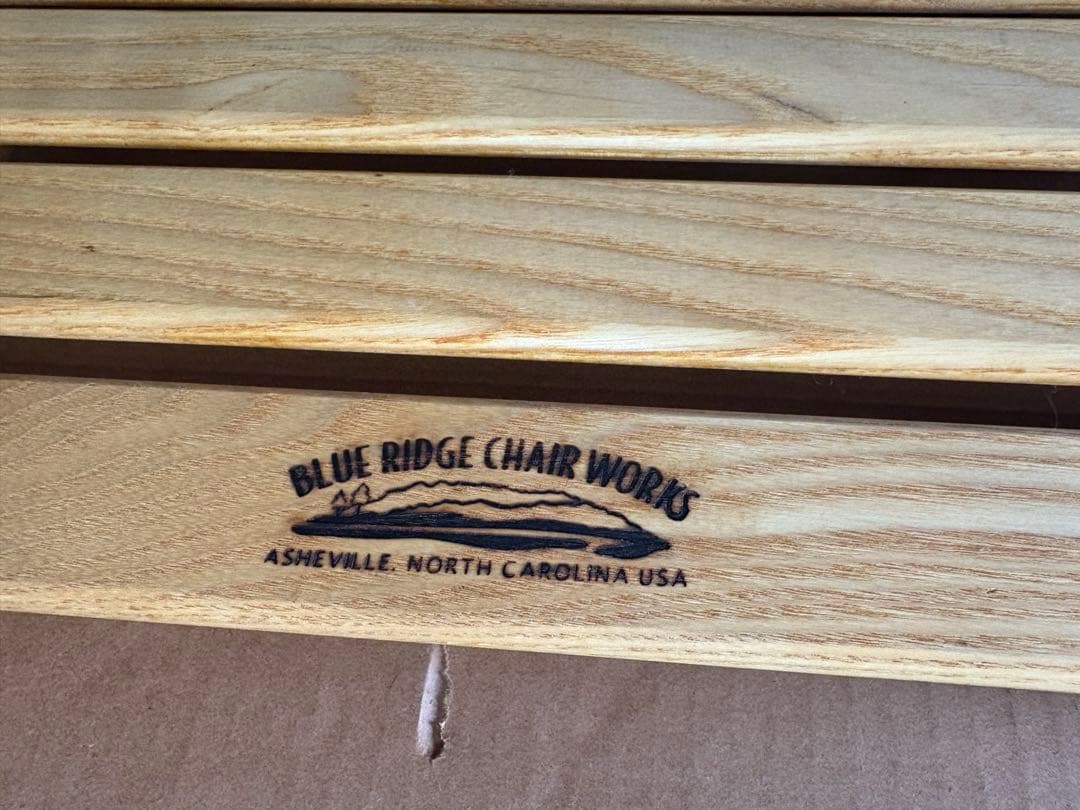 BLUE RIDGE CHAIR WORKS
ASHEVILLE, NORTH CAROLINA USA